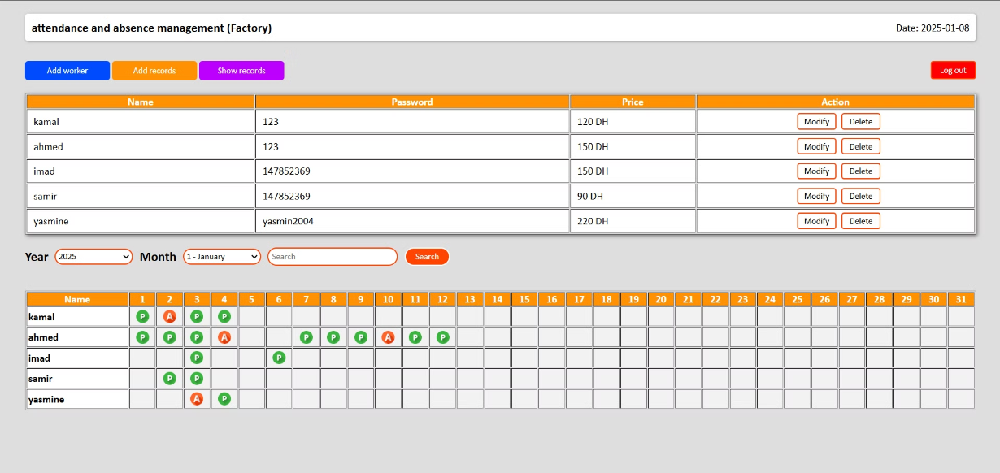 attendance and absence management (Factory) Date: 2025-01-08
Add worker Add records Show records Log out
Name Password Price Action
kamal 123 120 DH Modify Delete
ahmed 123 150 DH Modify Delete
imad 147852369 150 DH Modify Delete
samir 147852369 90 DH Modify Delete
yasmine yasmin2004 220 DH Modify Delete
Year 2025 Month 1 - January Search Search
Name 1 2 3 4 5 6 7 8 9 10 11 12 13 14 15 16 17 18 19 20 21 22 23 24 25 26 27 28 29 30 31
kamal P A P P
ahmed P P P A P P P A P P
imad P P
samir P P
yasmine A P